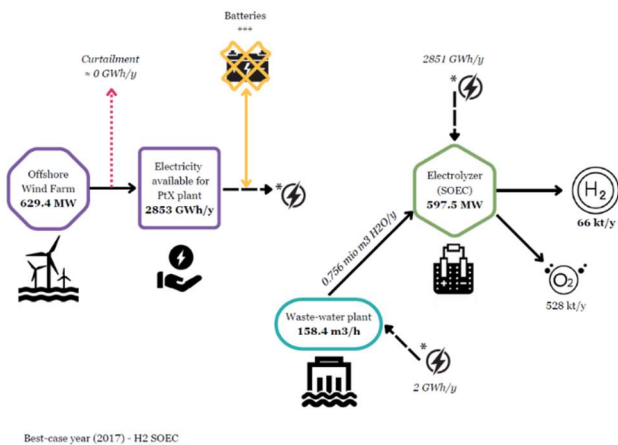 Batteries
***
Curtailment
≈ 0 GWh/y
2851 GWh/y
*
Offshore
Wind Farm
629.4 MW
Electricity
available for
PtX plant
2853 GWh/y
*
Electrolyzer
(SOEC)
597.5 MW
H2
66 kt/y
0.756 mio m3 H2O/y
O2
528 kt/y
Waste-water plant
158.4 m3/h
*
2 GWh/y
Best-case year (2017) - H2 SOEC